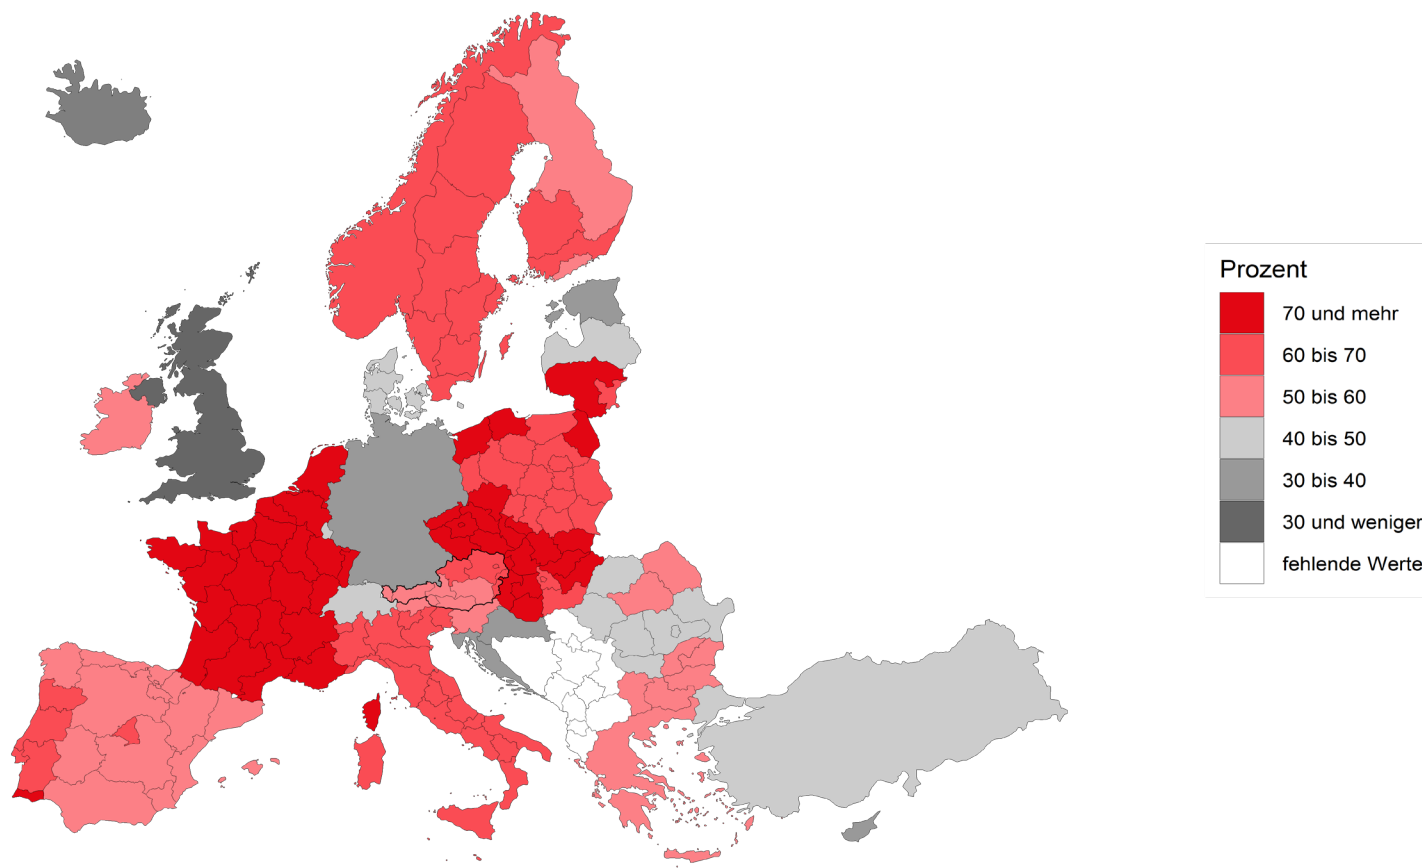 Prozent
70 und mehr
60 bis 70
50 bis 60
40 bis 50
30 bis 40
30 und weniger
fehlende Werte